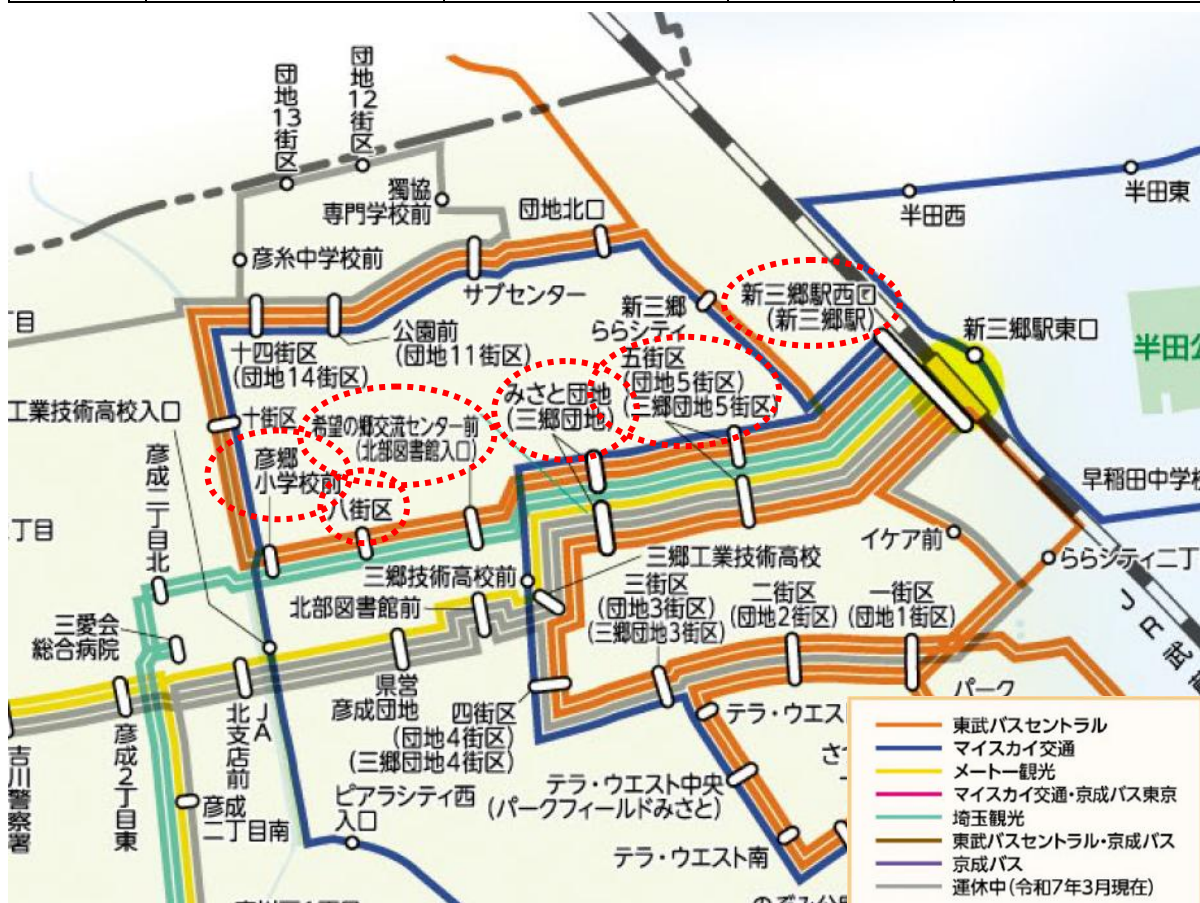 団地13街区
団地12街区
獨協
専門学校前
団地北口
半田西
半田東
彦糸中学校前
サブセンター
新三郷
ららシティ
新三郷駅西口
(新三郷駅)
新三郷駅東口
半田公
丁目
公園前
(団地11街区)
十四街区
(団地14街区)
五街区
(団地5街区)
(三郷団地5街区)
みさと団地
(三郷団地)
工業技術高校入口
十街区
希望の郷交流センター前
(北部図書館入口)
彦郷
小学校前
八街区
彦成二丁目北
早稲田中学校
丁目
イケア前
ららシティ二丁
三郷技術高校前
三郷工業技術高校
北部図書館前
三街区
(団地3街区)
(三郷団地3街区)
二街区
(団地2街区)
一街区
(団地1街区)
三愛会
総合病院
JR武
県営
彦成団地
四街区
(団地4街区)
(三郷団地4街区)
パーク
テラ・ウエス
吉川警察署
彦成2丁目東
JA
北支店前
彦成
二丁目南
ピアラシティ西
入口
テラ・ウエスト中央
(パークフィールドみさと)
さ
テラ・ウエスト南
東武バスセントラル
マイスカイ交通
メートー観光
マイスカイ交通・京成バス東京
埼玉観光
東武バスセントラル・京成バス
京成バス
運休中(令和7年3月現在)